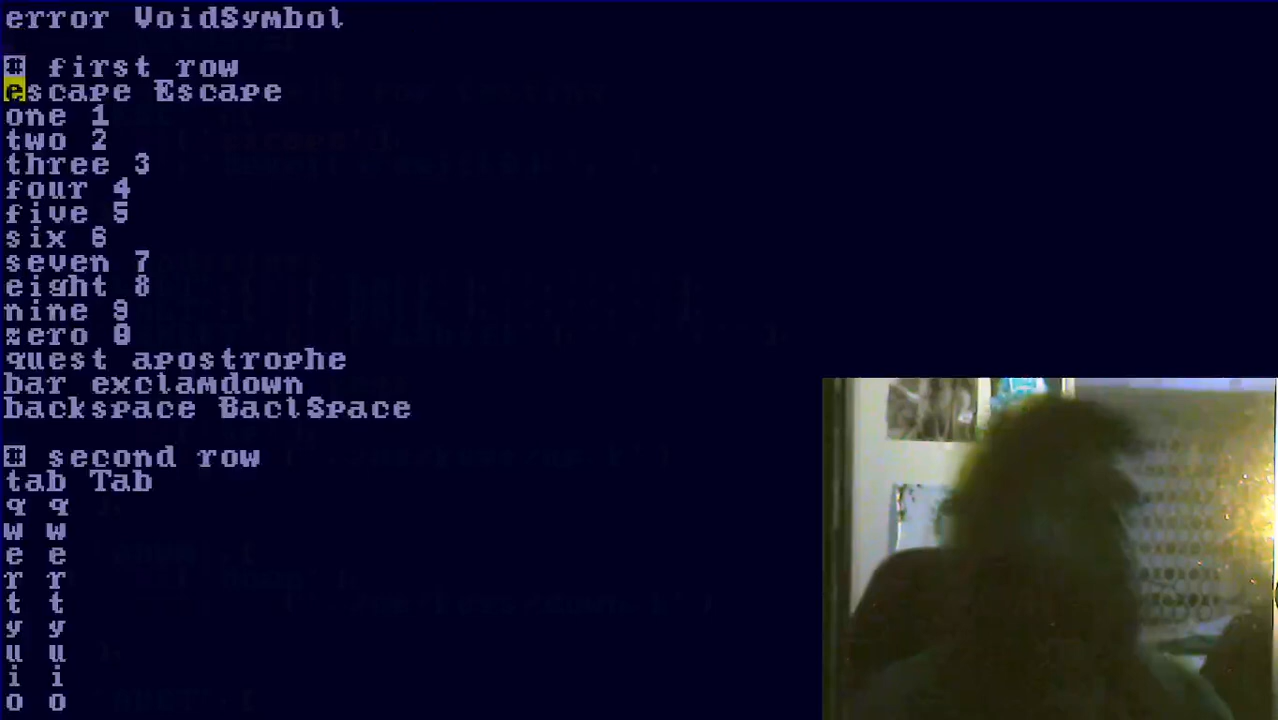 error VoidSymbol
# first row
escape Escape
one 1
two 2
three 3
four 4
five 5
six 6
seven 7
eight 8
nine 9
zero 0
quest apostrophe
bar exclamdown
backspace BaclSpace
# second row
tab Tab
q q
w w
e e
r r
t t
y y
u u
i i
o o